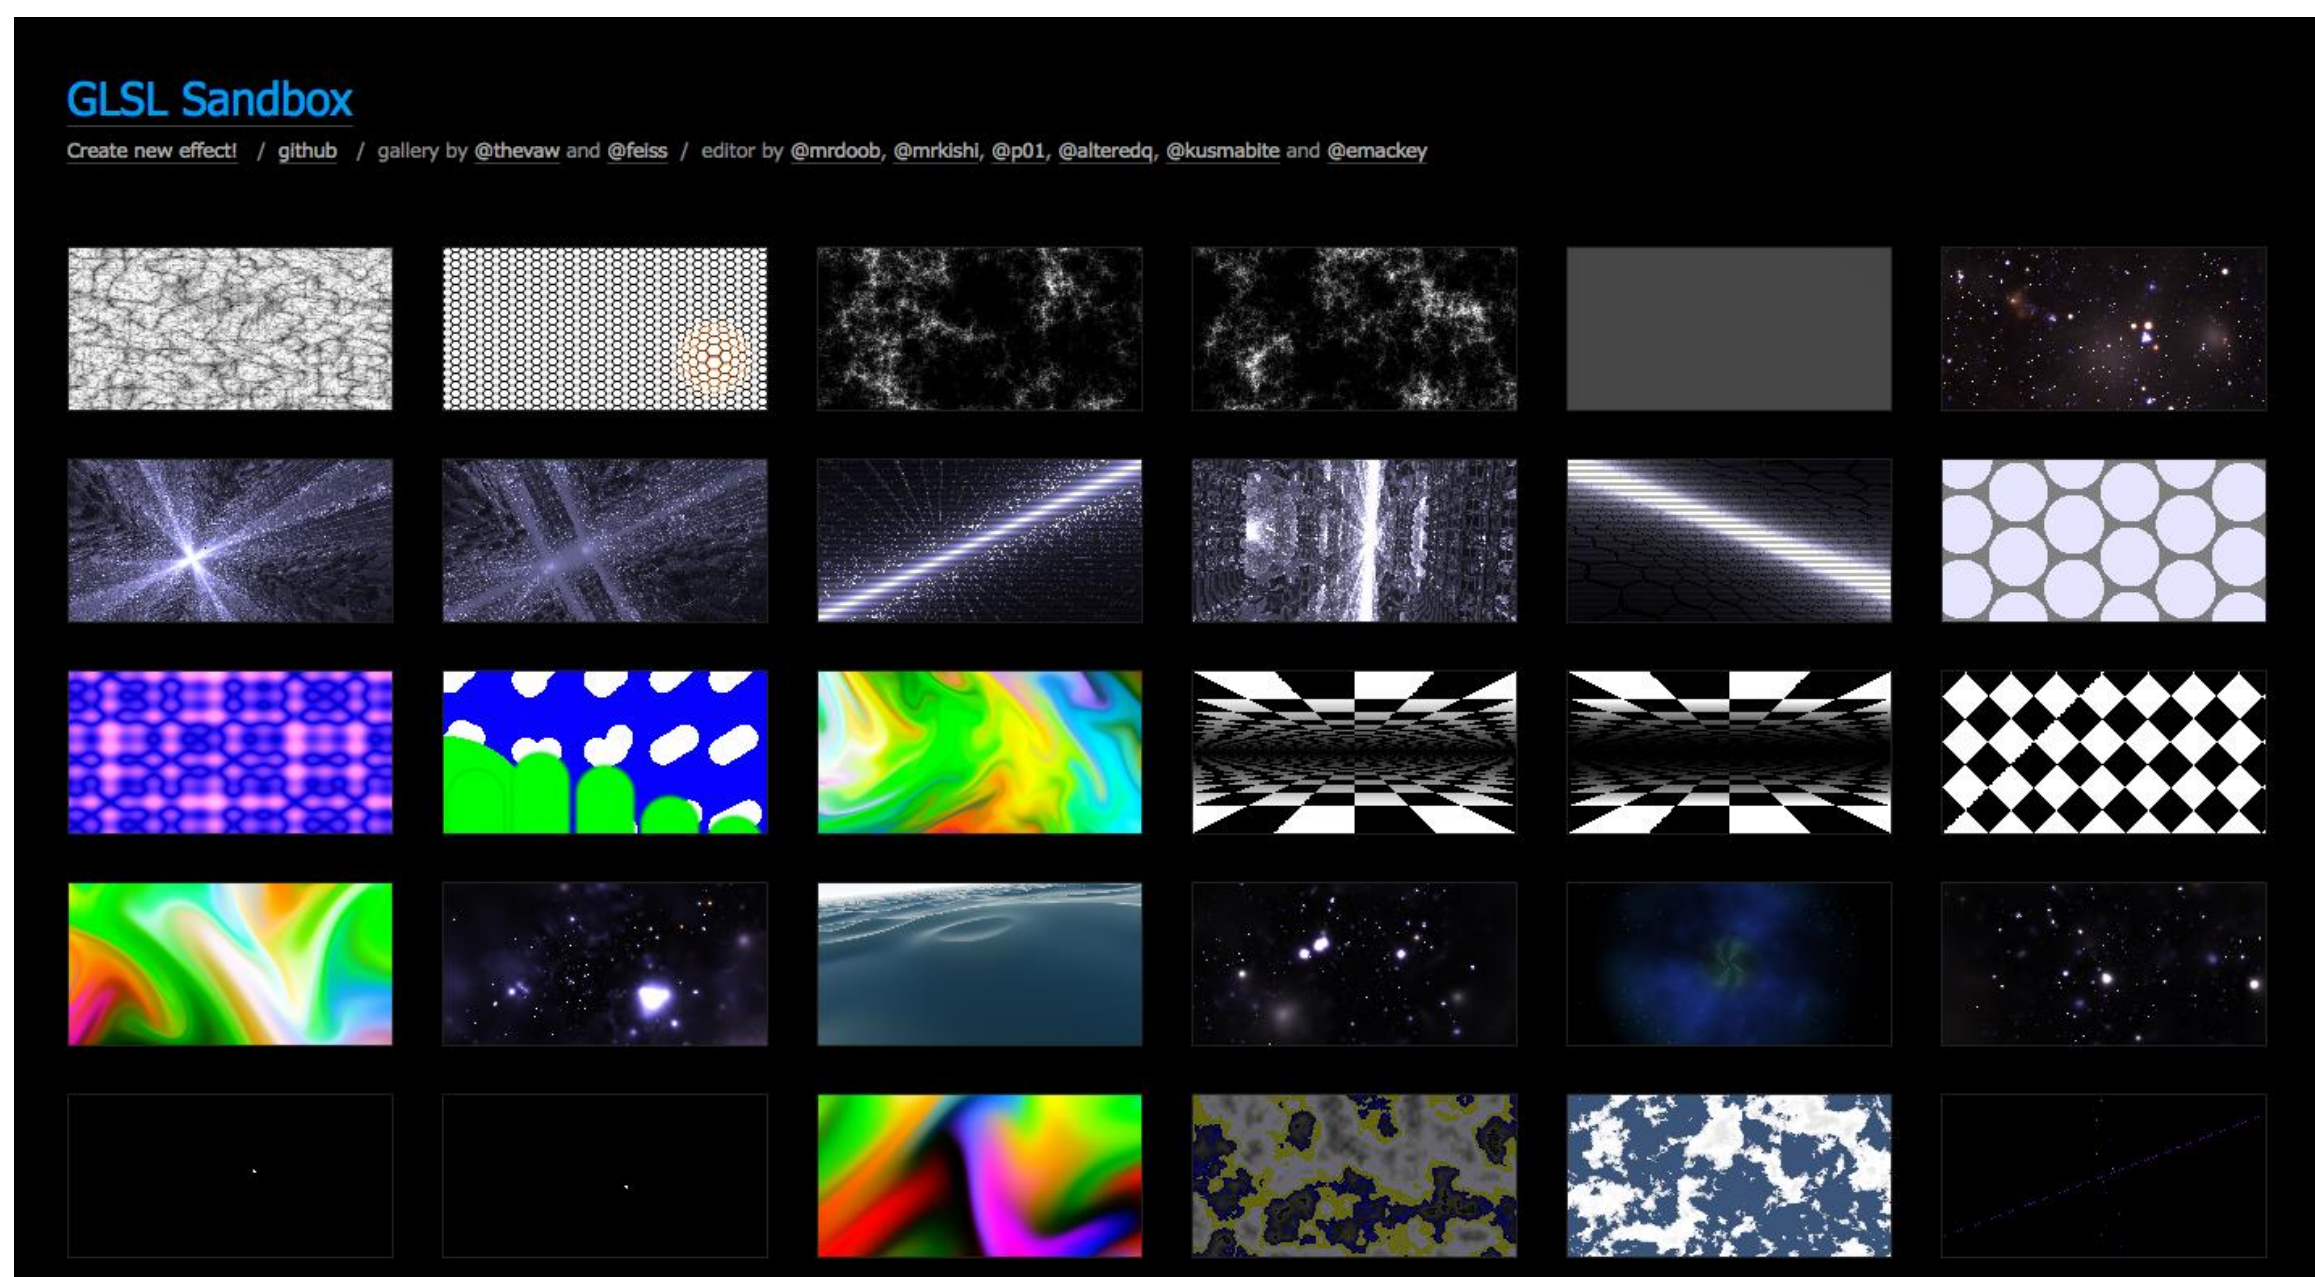 GLSL Sandbox
Create new effect! / github / gallery by @thevaw and @feiss / editor by @mrdoob, @mrkishi, @p01, @alteredq, @kusmabite and @emackey